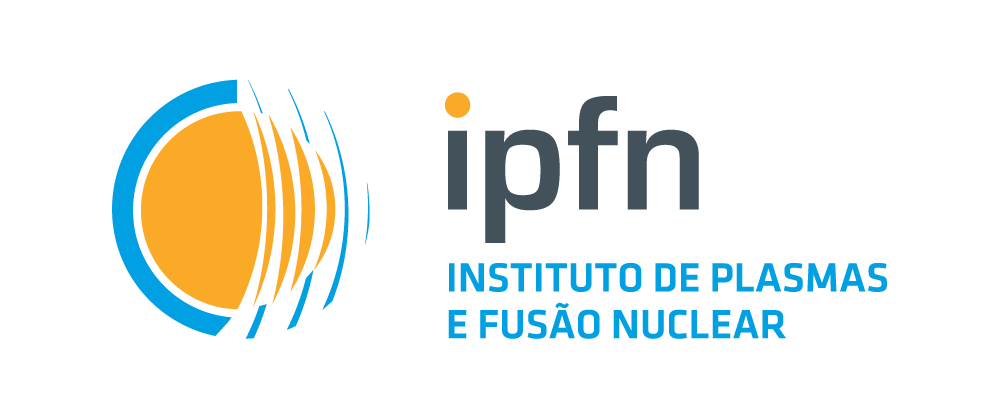 ipfn
INSTITUTO DE PLASMAS
E FUSÃO NUCLEAR